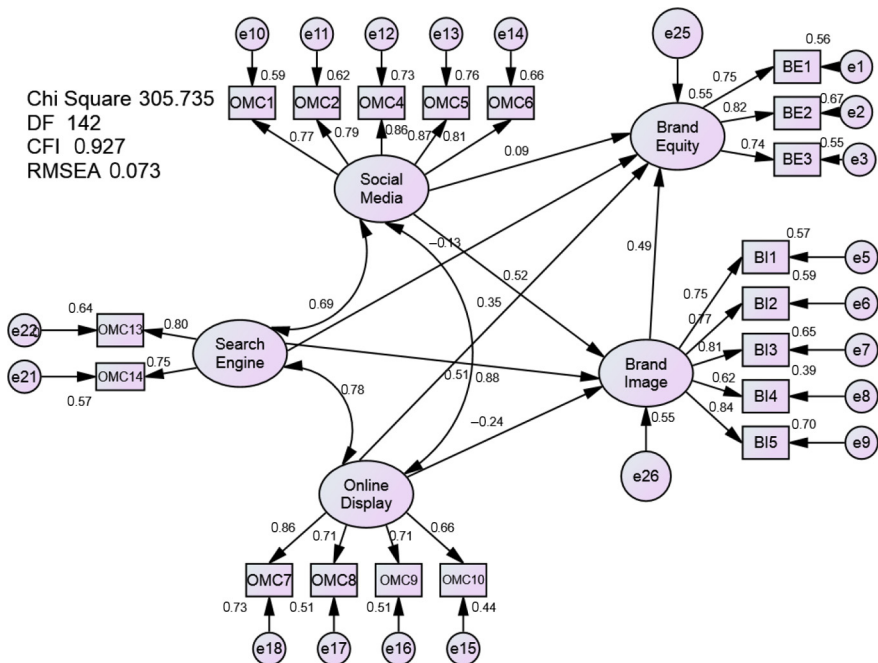 e10
e11
e12
e13
e14
e25
0.56
0.59
0.62
0.73
0.76
0.66
0.75
BE1
e1
Chi Square 305.735
DF 142
CFI 0.927
RMSEA 0.073
OMC1
OMC2
OMC4
OMC5
OMC6
0.55
0.67
0.82
BE2
e2
0.77
0.79
0.86
0.87
0.81
Brand
Equity
0.74
0.55
BE3
e3
0.09
Social
Media
–0.13
0.49
0.57
BI1
e5
0.52
0.75
0.59
BI2
e6
0.69
0.35
0.77
0.65
BI3
e7
0.64
e22
OMC13
0.80
Search
Engine
0.81
0.39
e21
OMC14
0.75
0.57
0.78
0.51
0.88
Brand
Image
0.62
BI4
e8
0.84
0.70
BI5
e9
–0.24
0.55
e26
Online
Display
0.86
0.71
0.71
0.66
OMC7
OMC8
OMC9
OMC10
0.73
0.51
0.51
0.44
e18
e17
e16
e15